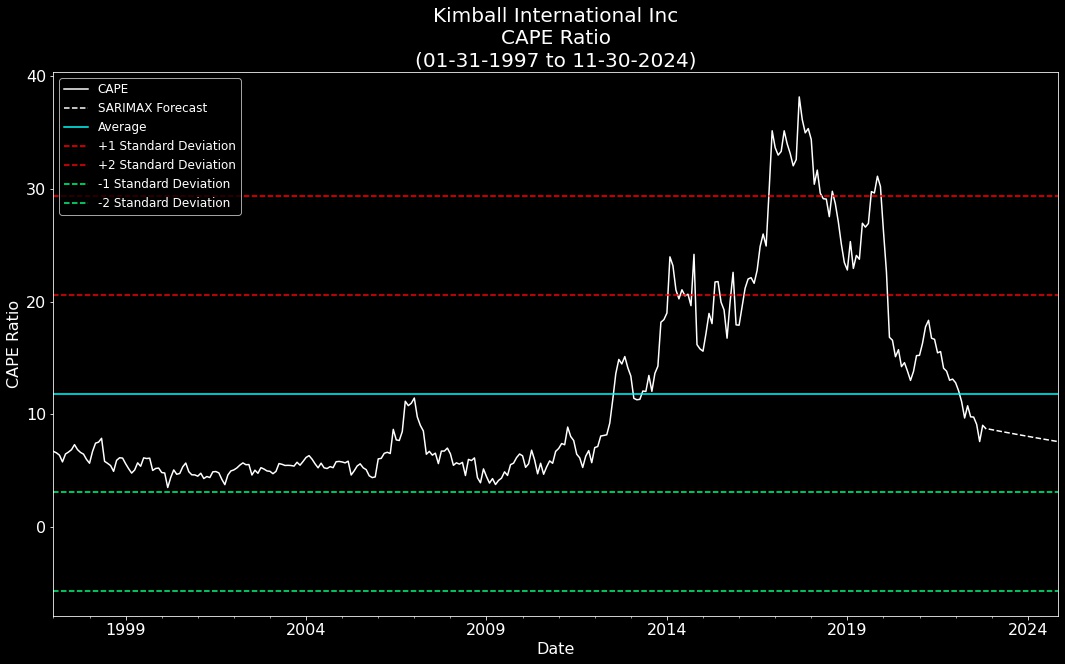 Kimball International Inc
CAPE Ratio
(01-31-1997 to 11-30-2024)
CAPE
SARIMAX Forecast
Average
+1 Standard Deviation
+2 Standard Deviation
-1 Standard Deviation
-2 Standard Deviation
40
30
20
10
0
CAPE Ratio
1999
2004
2009
2014
2019
2024
Date